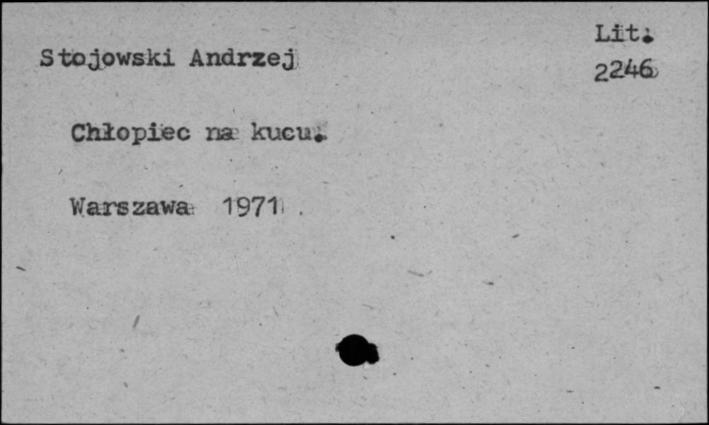 Lit.
Stojowski Andrzej
2246
Chłopiec na kucu.
Warszawa 1971 .